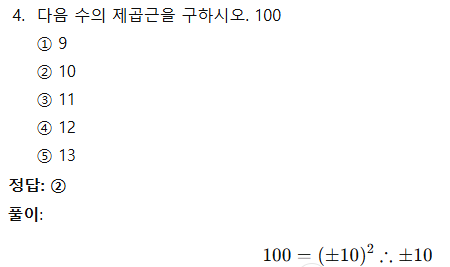 4. 다음 수의 제곱근을 구하시오. 100
① 9
② 10
③ 11
④ 12
⑤ 13
정답: ②
풀이:
100 = (±10)² ∴ ±10